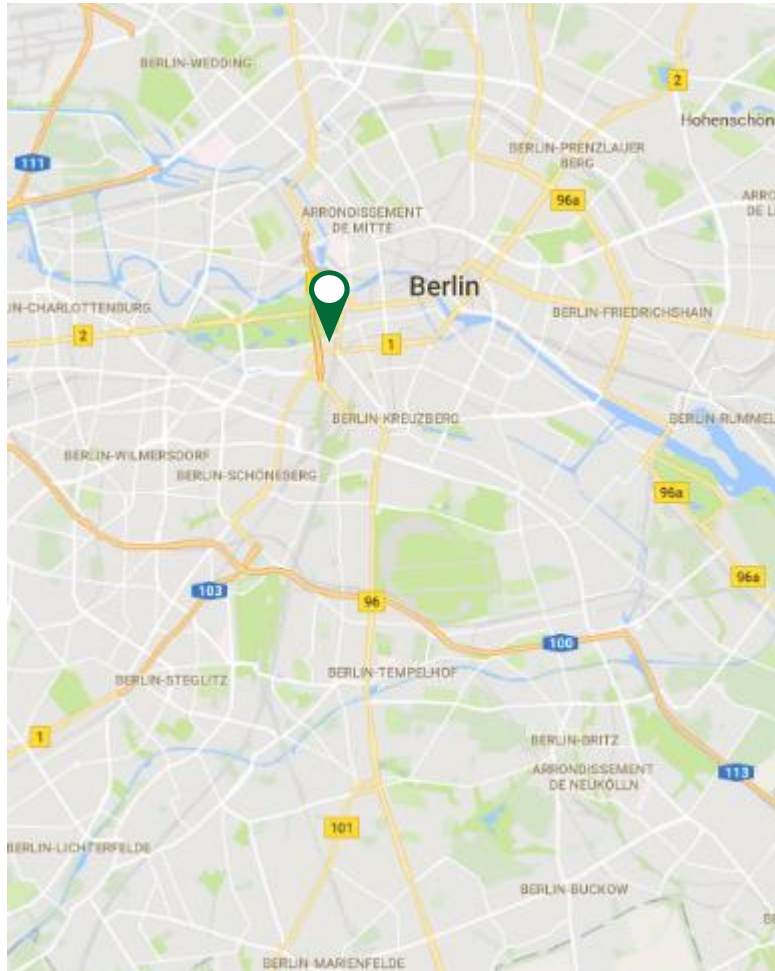 BERLIN-WEDDING
2
Hohenschön
111
BERLIN-PRENZLAUER
BERG
96a
ARRO
DE L
ARRONDISSEMENT
DE MITTE
Berlin
IN-CHARLOTTENBURG
BERLIN-FRIEDRICHSHAIN
2
1
BERLIN-KREUZBERG
BERLIN-RUMMEL
BERLIN-WILMERSDORF
BERLIN-SCHÖNEBERG
96a
96a
103
96
100
BERLIN-STEGLITZ
BERLIN-TEMPELHOF
1
BERLIN-BRITZ
ARRONDISSEMENT
DE NEUKÖLLN
113
101
BERLIN-LICHTERFELDE
BERLIN-BUCKOW
BE
BERLIN MARIENFELDE